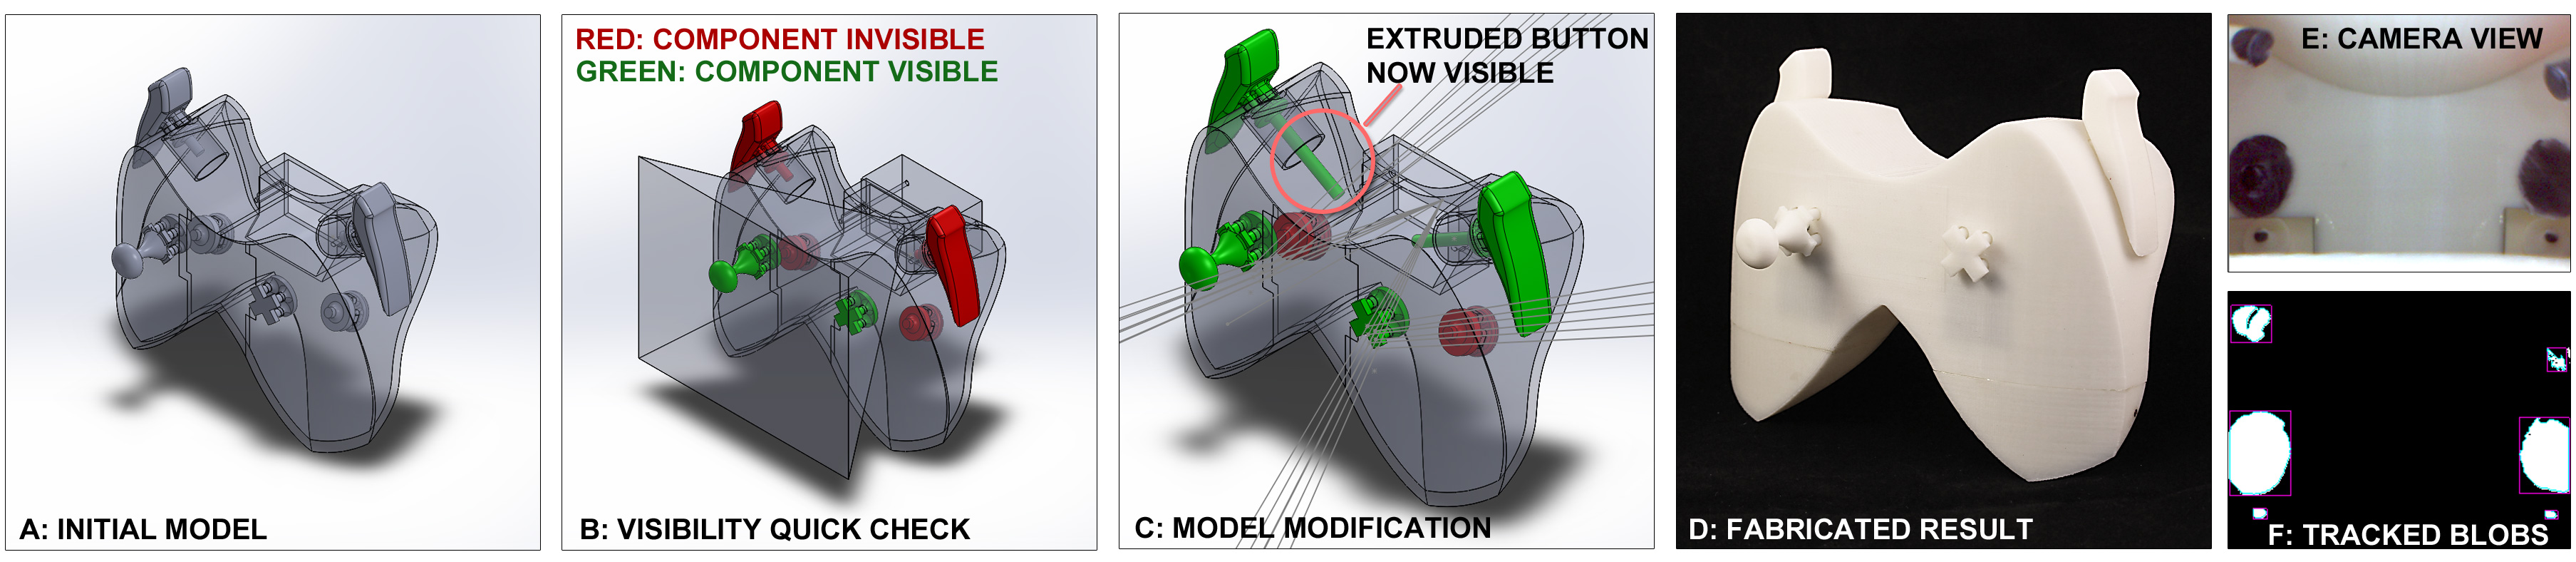 A: INITIAL MODEL
RED: COMPONENT INVISIBLE
GREEN: COMPONENT VISIBLE
B: VISIBILITY QUICK CHECK
EXTRUDED BUTTON
NOW VISIBLE
C: MODEL MODIFICATION
D: FABRICATED RESULT
E: CAMERA VIEW
F: TRACKED BLOBS